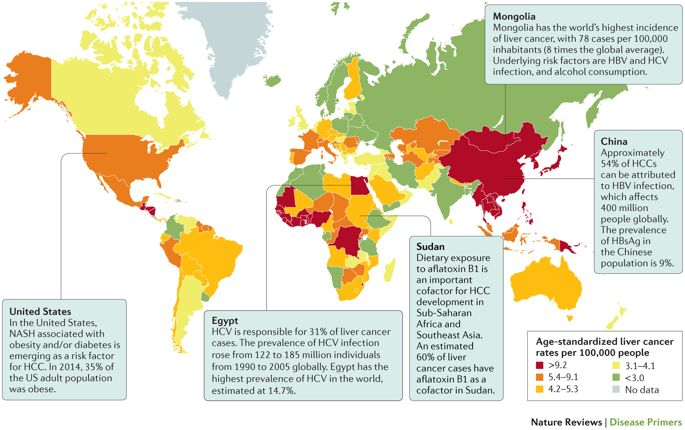 Mongolia
Mongolia has the world's highest incidence
of liver cancer, with 78 cases per 100,000
inhabitants (8 times the global average).
Underlying risk factors are HBV and HCV
infection, and alcohol consumption.
China
Approximately
54% of HCCs
can be attributed
to HBV infection,
which affects
400 million
people globally.
The prevalence
of HBsAg in
the Chinese
population is 9%.
Sudan
Dietary exposure
to aflatoxin B1 is
an important
cofactor for HCC
development in
Sub-Saharan
Africa and
Southeast Asia.
An estimated
60% of liver
cancer cases have
aflatoxin B1 as a
cofactor in Sudan.
United States
In the United States,
NASH associated with
obesity and/or diabetes is
emerging as a risk factor
for HCC. In 2014, 35% of
the US adult population
was obese.
Egypt
HCV is responsible for 31% of liver cancer
cases. The prevalence of HCV infection
rose from 122 to 185 million individuals
from 1990 to 2005 globally. Egypt has the
highest prevalence of HCV in the world,
estimated at 14.7%.
Age-standardized liver cancer
rates per 100,000 people
>9.2
5.4–9.1
4.2–5.3
3.1–4.1
<3.0
No data
Nature Reviews | Disease Primers